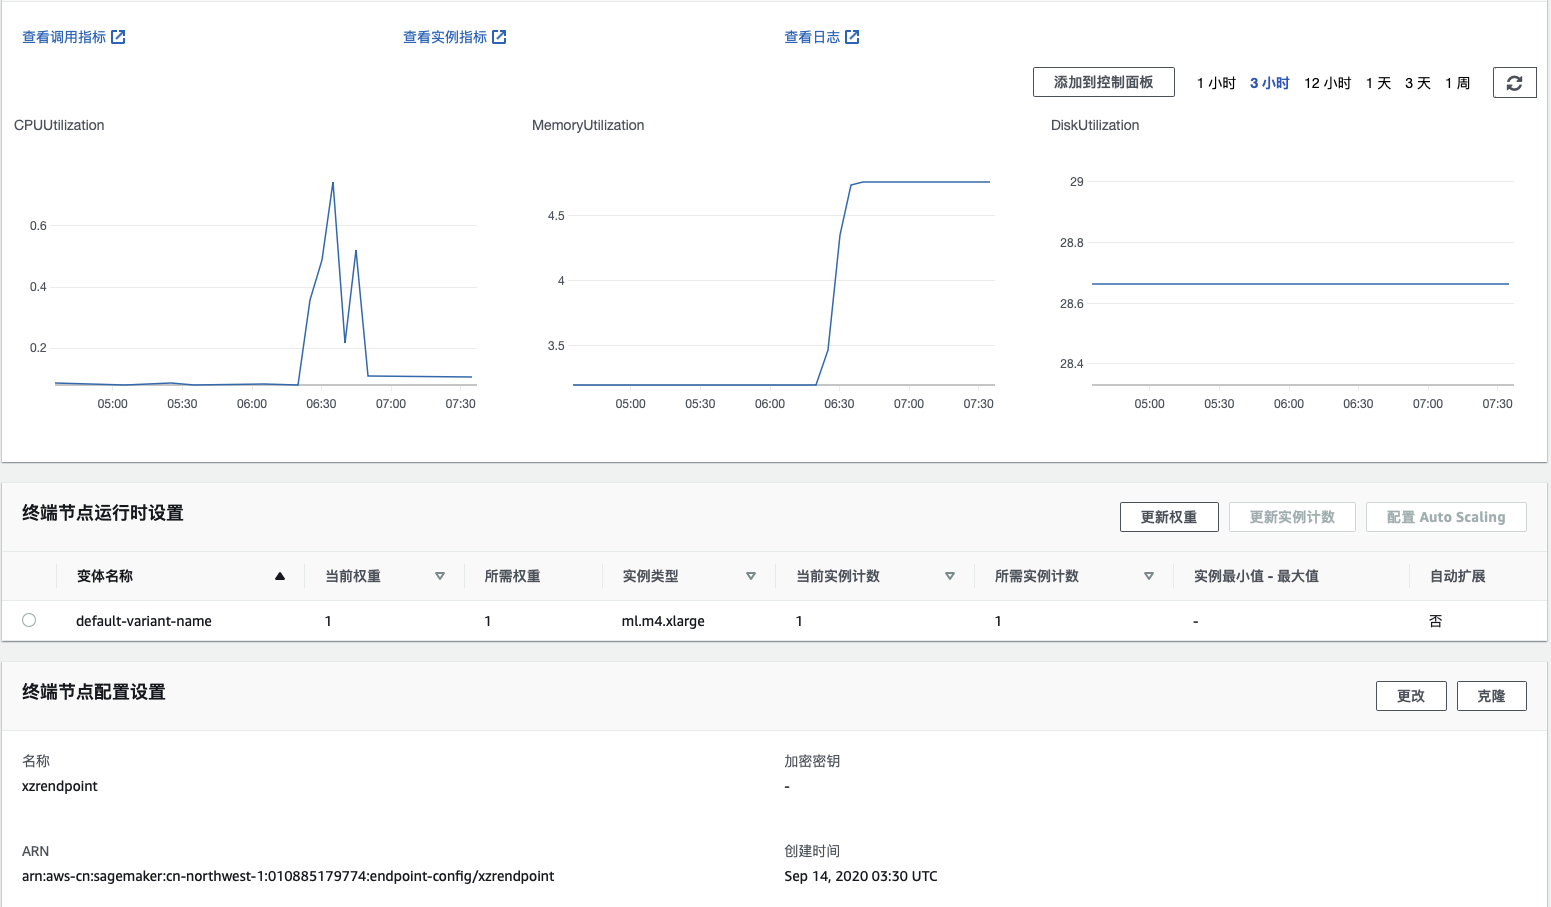 查看调用指标 查看实例指标 查看日志
添加到控制面板 1 小时 3 小时 12 小时 1 天 3 天 1 周
CPUUtilization
0.6
0.4
0.2
05:00 05:30 06:00 06:30 07:00 07:30
MemoryUtilization
4.5
4
3.5
05:00 05:30 06:00 06:30 07:00 07:30
DiskUtilization
29
28.8
28.6
28.4
05:00 05:30 06:00 06:30 07:00 07:30
终端节点运行时设置
更新权重 更新实例计数 配置 Auto Scaling
变体名称 当前权重 所需权重 实例类型 当前实例计数 所需实例计数 实例最小值 - 最大值 自动扩展
default-variant-name 1 1 ml.m4.xlarge 1 1 - 否
终端节点配置设置
更改 克隆
名称
xzrendpoint
加密密钥
-
ARN
arn:aws-cn:sagemaker:cn-northwest-1:010885179774:endpoint-config/xzrendpoint
创建时间
Sep 14, 2020 03:30 UTC